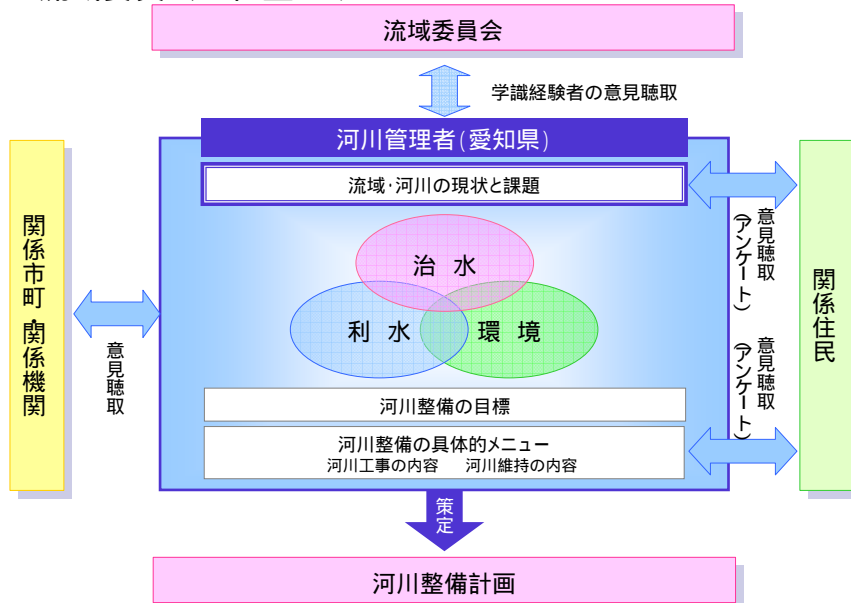 流域委員会
学識経験者の意見聴取
河川管理者(愛知県)
流域・河川の現状と課題
治 水
利 水
環 境
河川整備の目標
河川整備の具体的メニュー
河川工事の内容 河川維持の内容
関係市町・関係機関
意見聴取
意見聴取
(アンケート)
意見聴取
(アンケート)
関係住民
策定
河川整備計画